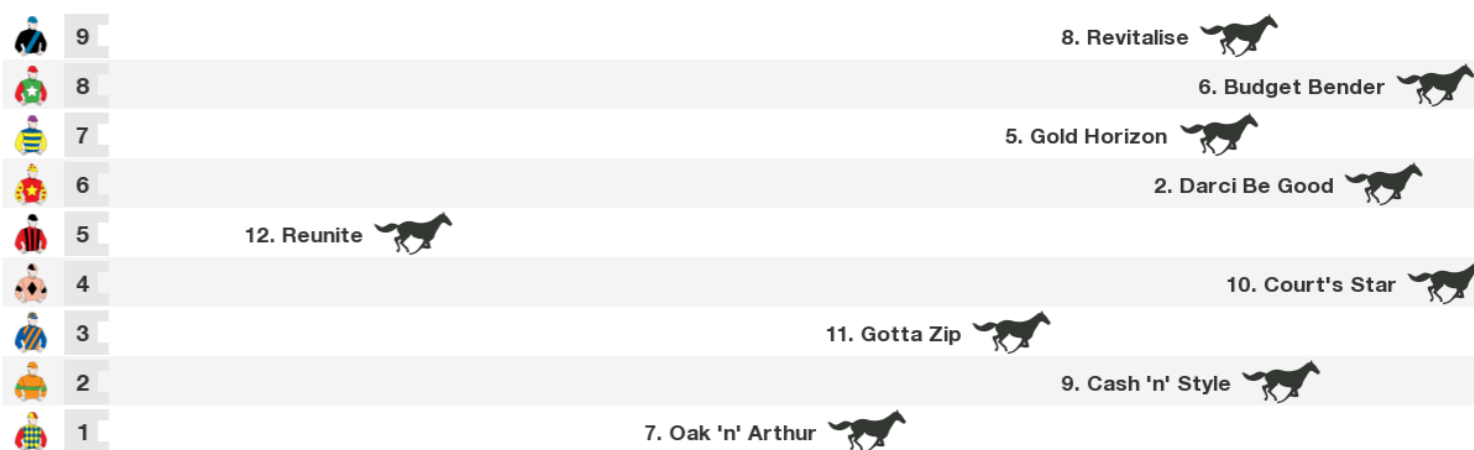 9 8. Revitalise
8 6. Budget Bender
7 5. Gold Horizon
6 2. Darci Be Good
5 12. Reunite
4 10. Court's Star
3 11. Gotta Zip
2 9. Cash 'n' Style
1 7. Oak 'n' Arthur